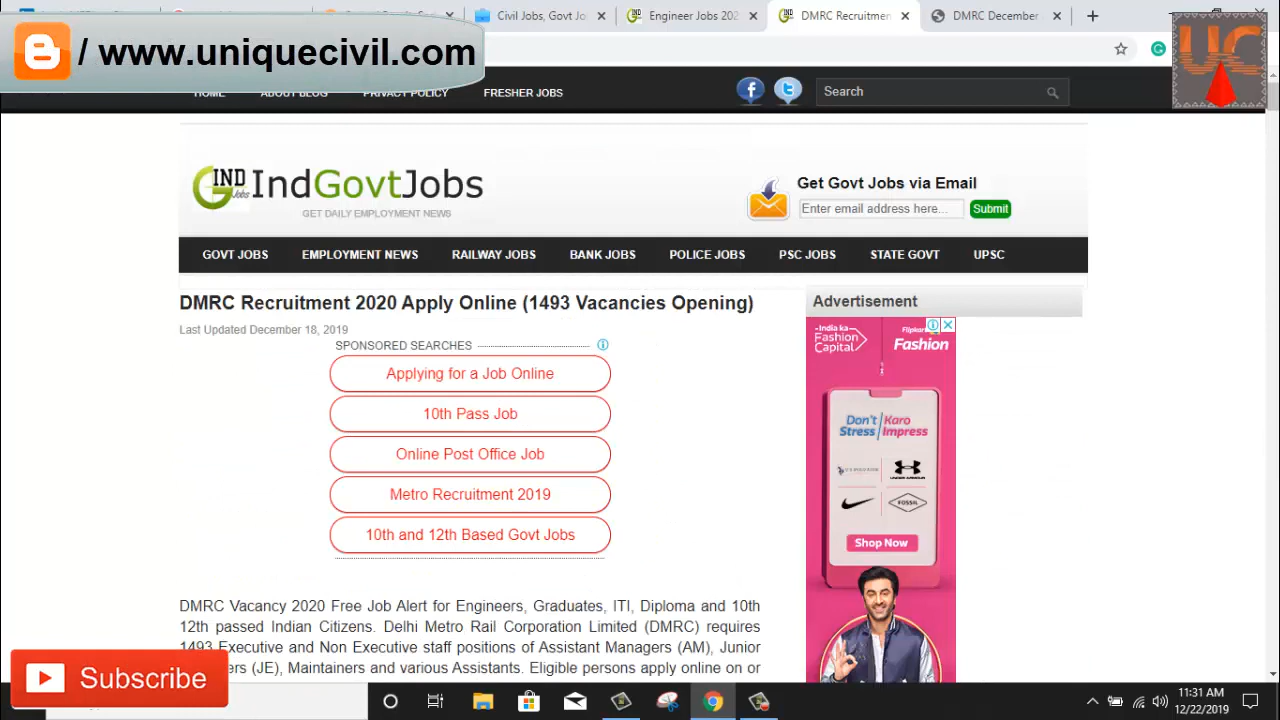 Civil Jobs, Govt Jo
Engineer Jobs 202
DMRC Recruitmen
DMRC December
/ www.uniquecivil.com
UC
HOME ABOUT BLOG PRIVACY POLICY FRESHER JOBS
Search
IND Jobs IndGovtJobs
GET DAILY EMPLOYMENT NEWS
Get Govt Jobs via Email
Enter email address here... Submit
GOVT JOBS EMPLOYMENT NEWS RAILWAY JOBS BANK JOBS POLICE JOBS PSC JOBS STATE GOVT UPSC
DMRC Recruitment 2020 Apply Online (1493 Vacancies Opening)
Last Updated December 18, 2019
SPONSORED SEARCHES
Applying for a Job Online
10th Pass Job
Online Post Office Job
Metro Recruitment 2019
10th and 12th Based Govt Jobs
DMRC Vacancy 2020 Free Job Alert for Engineers, Graduates, ITI, Diploma and 10th
12th passed Indian Citizens. Delhi Metro Rail Corporation Limited (DMRC) requires
1493 Executive and Non Executive staff positions of Assistant Managers (AM), Junior
ers (JE), Maintainers and various Assistants. Eligible persons apply online on or
Advertisement
India ka
Fashion
Capital
Flipkart
Fashion
Don't Karo
Stress Impress
UNDER ARMOUR
FOSSIL
Shop Now
Subscribe
11:31 AM
12/22/2019